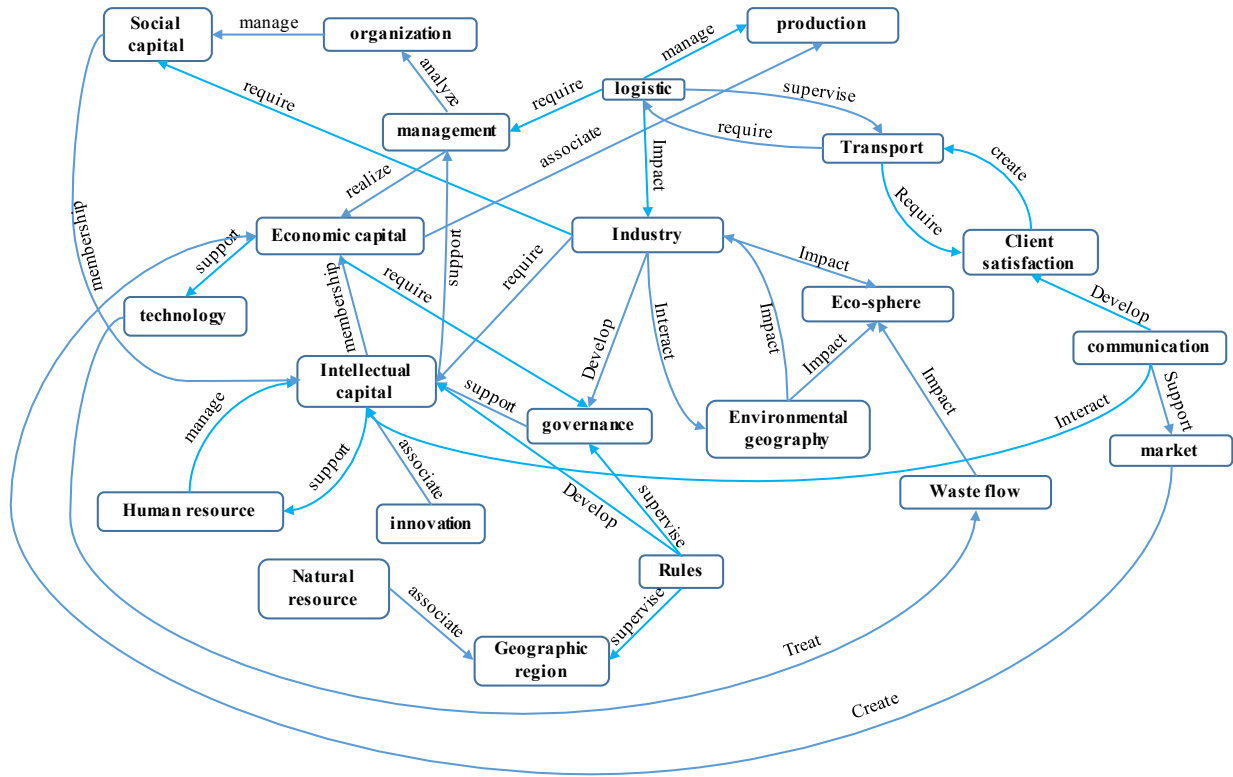 Social
capital
manage
organization
production
manage
logistic
supervise
analyze
require
require
management
require
Transport
create
associate
Impact
realize
Require
membership
Economic capital
Industry
Client
satisfaction
support
support
require
Impact
membership
require
Eco-sphere
Develop
technology
Develop
Interact
Impact
Impact
communication
Intellectual
capital
support
Impact
Support
manage
governance
Environmental
geography
Interact
market
support
associate
Waste flow
Human resource
innovation
Develop
supervise
Natural
resource
Rules
associate
supervise
Geographic
region
Treat
Create